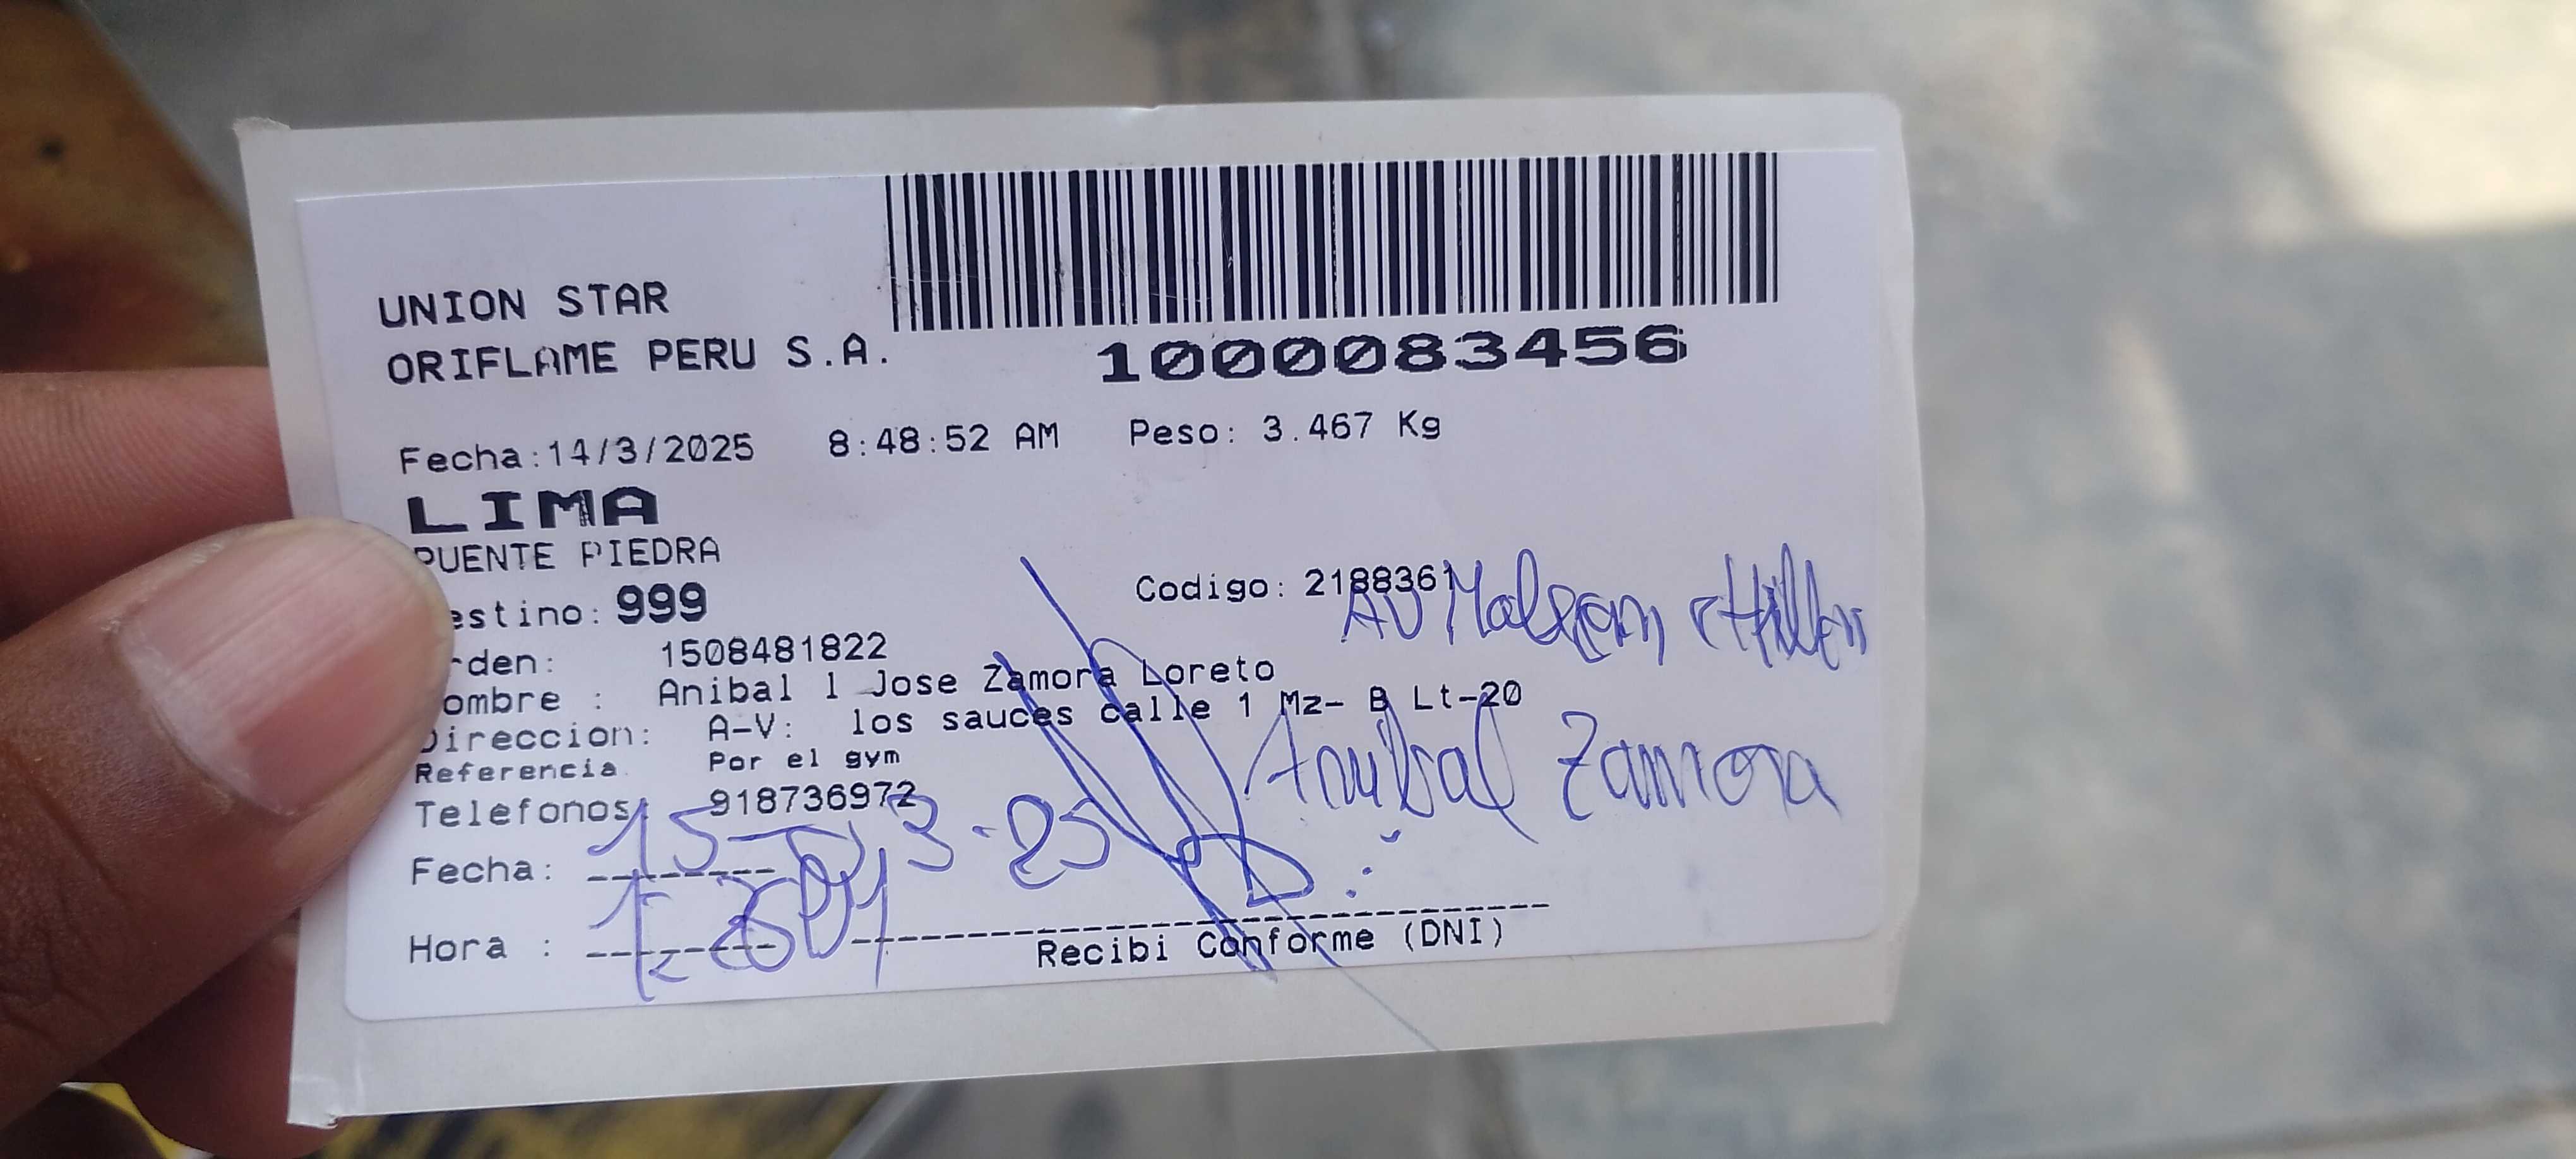 UNION STAR
ORIFLAME PERU S.A.
1000083456
Fecha:14/3/2025 8:48:52 AM Peso: 3.467 Kg
LIMA
PUENTE PIEDRA
estino: 999 Codigo: 2188361
AV
rden: 1508481822
ombre : Anibal l Jose Zamora Loreto
Direccion: A-V: los sauces calle 1 Mz- B Lt-20
Referencia Por el gym
Anibal Zamora
Telefonos: 918736972
Fecha: 15- 3-25
Hora :
Recibi Conforme (DNI)